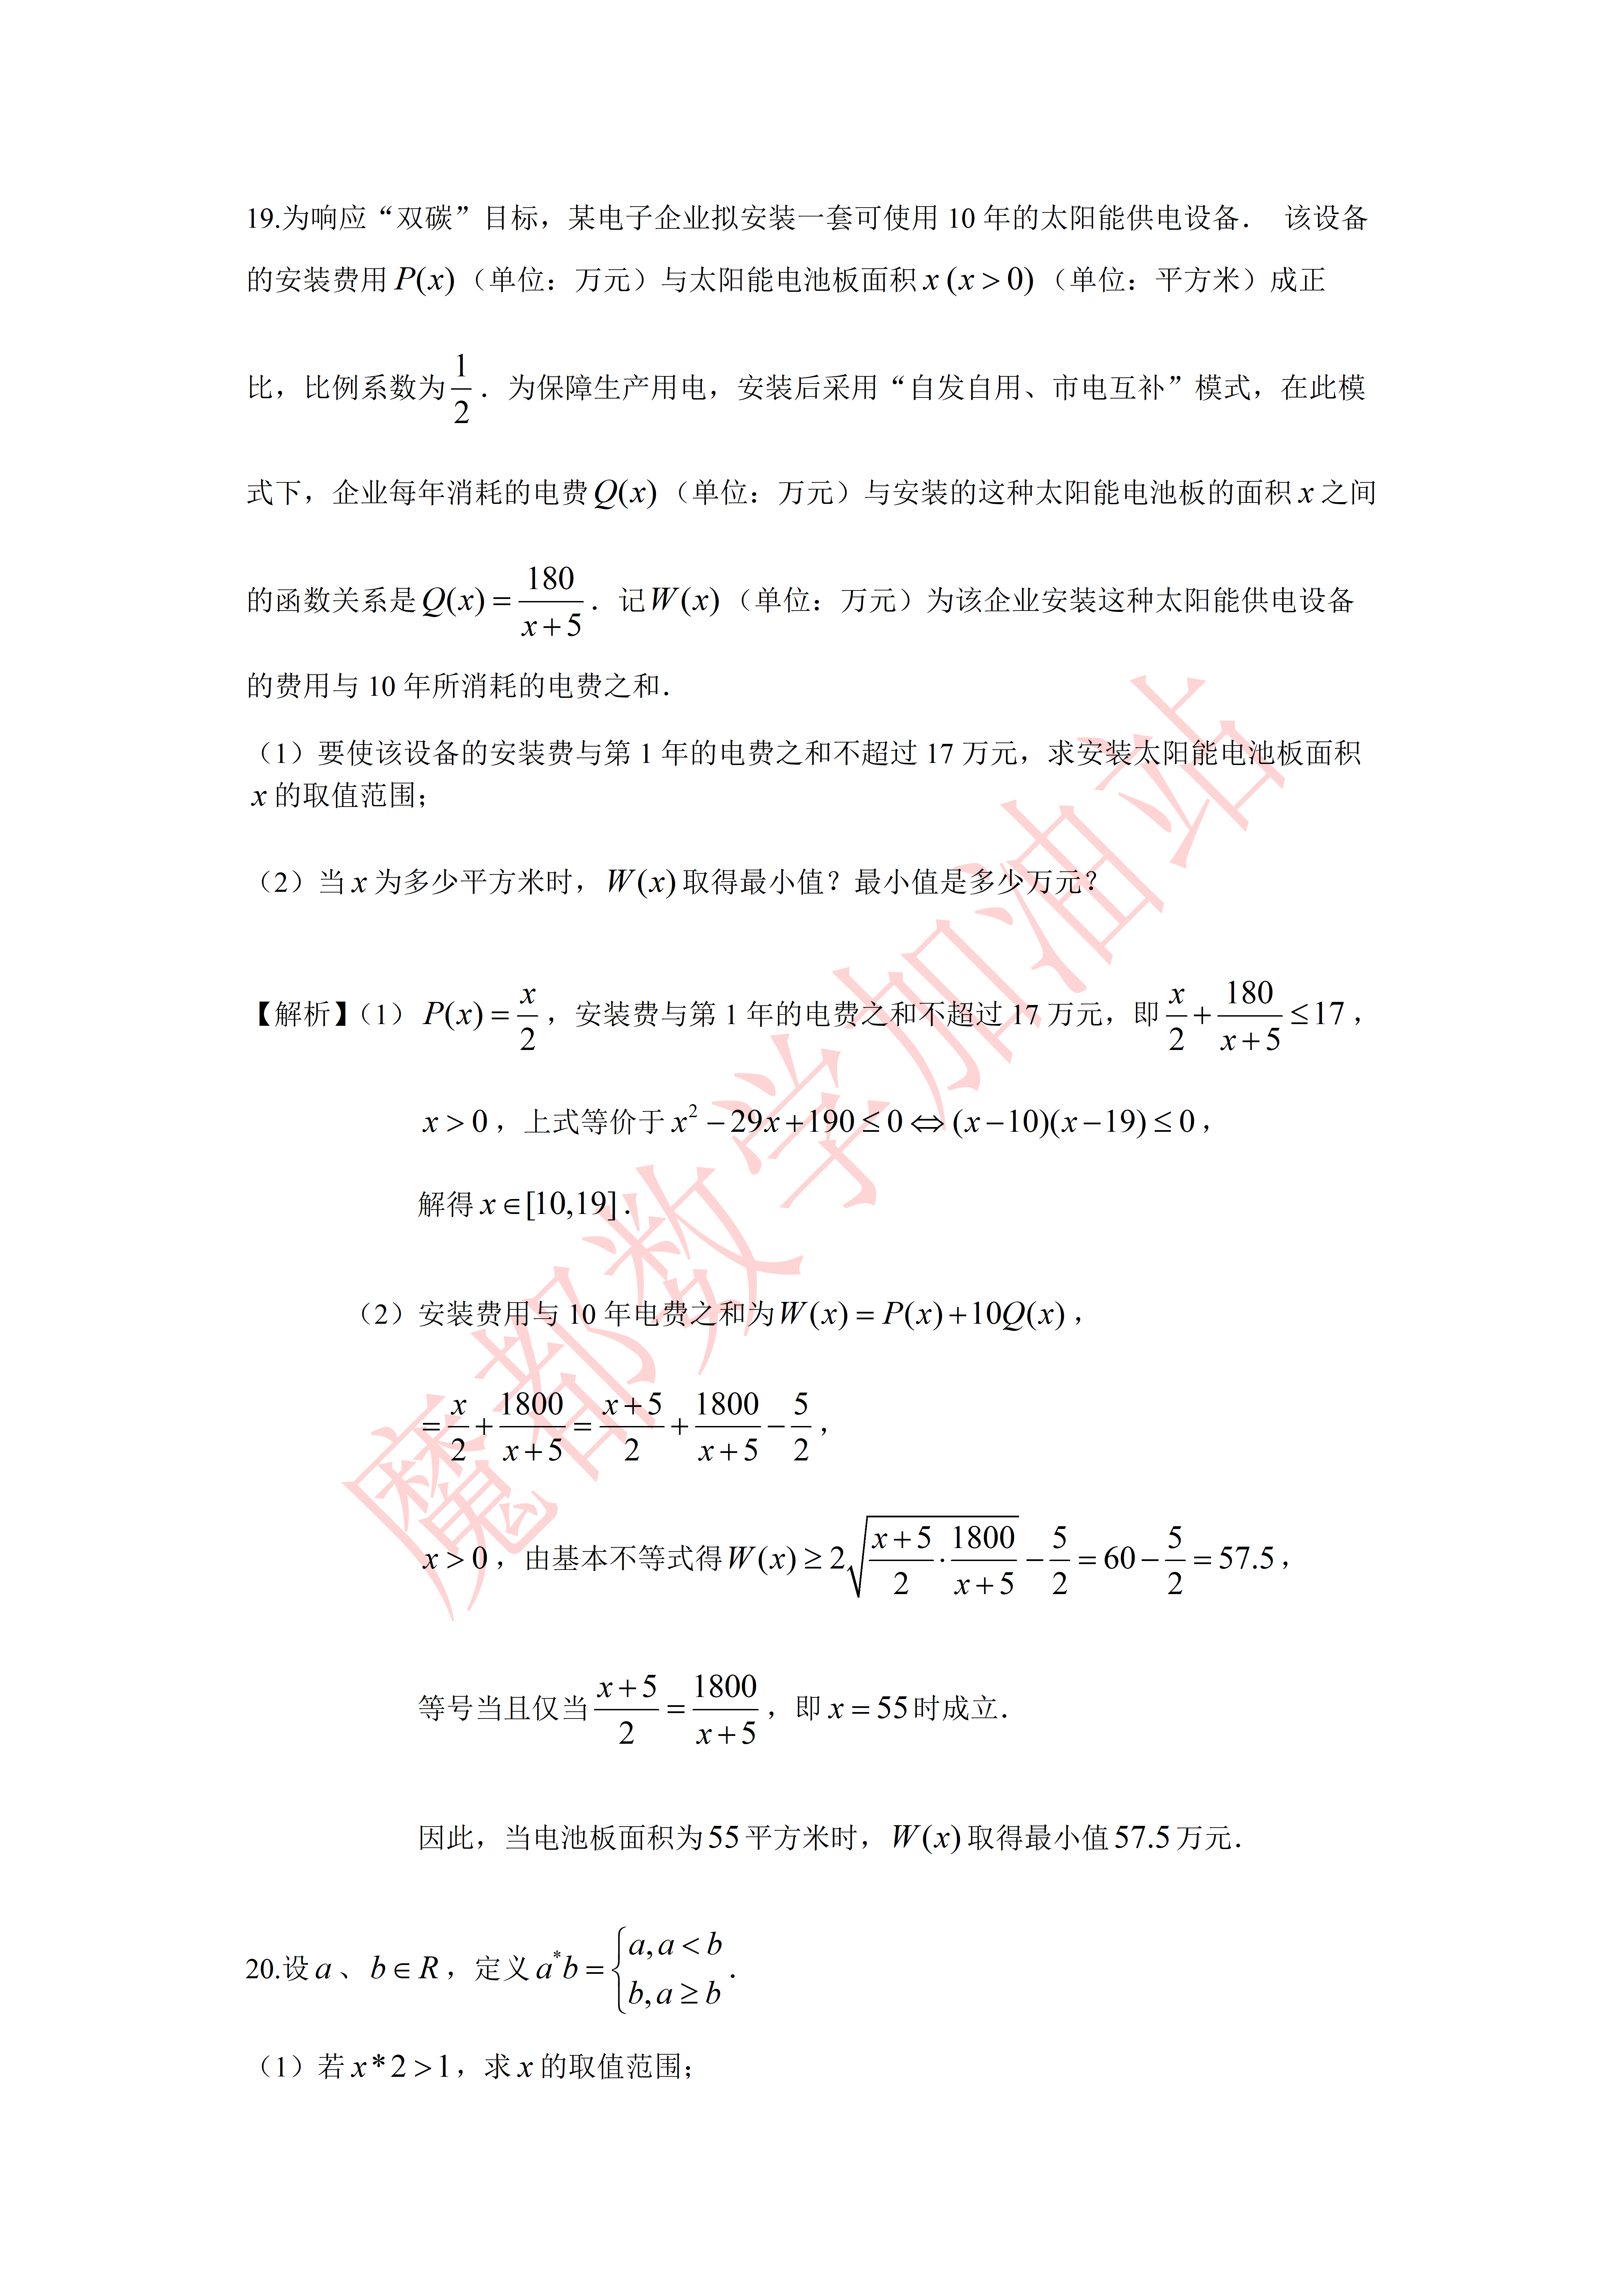 19.为响应“双碳”目标，某电子企业拟安装一套可使用 10 年的太阳能供电设备． 该设备
的安装费用 P(x)（单位：万元）与太阳能电池板面积 x (x > 0)（单位：平方米）成正
比，比例系数为 1/2．为保障生产用电，安装后采用“自发自用、市电互补”模式，在此模
式下，企业每年消耗的电费 Q(x)（单位：万元）与安装的这种太阳能电池板的面积 x 之间
的函数关系是 Q(x) = 180/(x+5)．记 W(x)（单位：万元）为该企业安装这种太阳能供电设备
的费用与 10 年所消耗的电费之和．
（1）要使该设备的安装费与第 1 年的电费之和不超过 17 万元，求安装太阳能电池板面积
x 的取值范围；
（2）当 x 为多少平方米时，W(x) 取得最小值？最小值是多少万元？
【解析】（1） P(x) = x/2，安装费与第 1 年的电费之和不超过 17 万元，即 x/2 + 180/(x+5) ≤ 17，
x > 0，上式等价于 x² − 29x + 190 ≤ 0 ⇔ (x − 10)(x − 19) ≤ 0，
解得 x ∈ [10,19]．
（2）安装费用与 10 年电费之和为 W(x) = P(x) + 10Q(x)，
= x/2 + 1800/(x+5) = (x+5)/2 + 1800/(x+5) − 5/2，
x > 0，由基本不等式得 W(x) ≥ 2√((x+5)/2 · 1800/(x+5)) − 5/2 = 60 − 5/2 = 57.5，
等号当且仅当 (x+5)/2 = 1800/(x+5)，即 x = 55 时成立．
因此，当电池板面积为 55 平方米时，W(x) 取得最小值 57.5 万元．
20.设 a 、b ∈ R，定义 a*b = {a, a < b
b, a ≥ b．
（1）若 x * 2 > 1，求 x 的取值范围；
魔都数学加油站